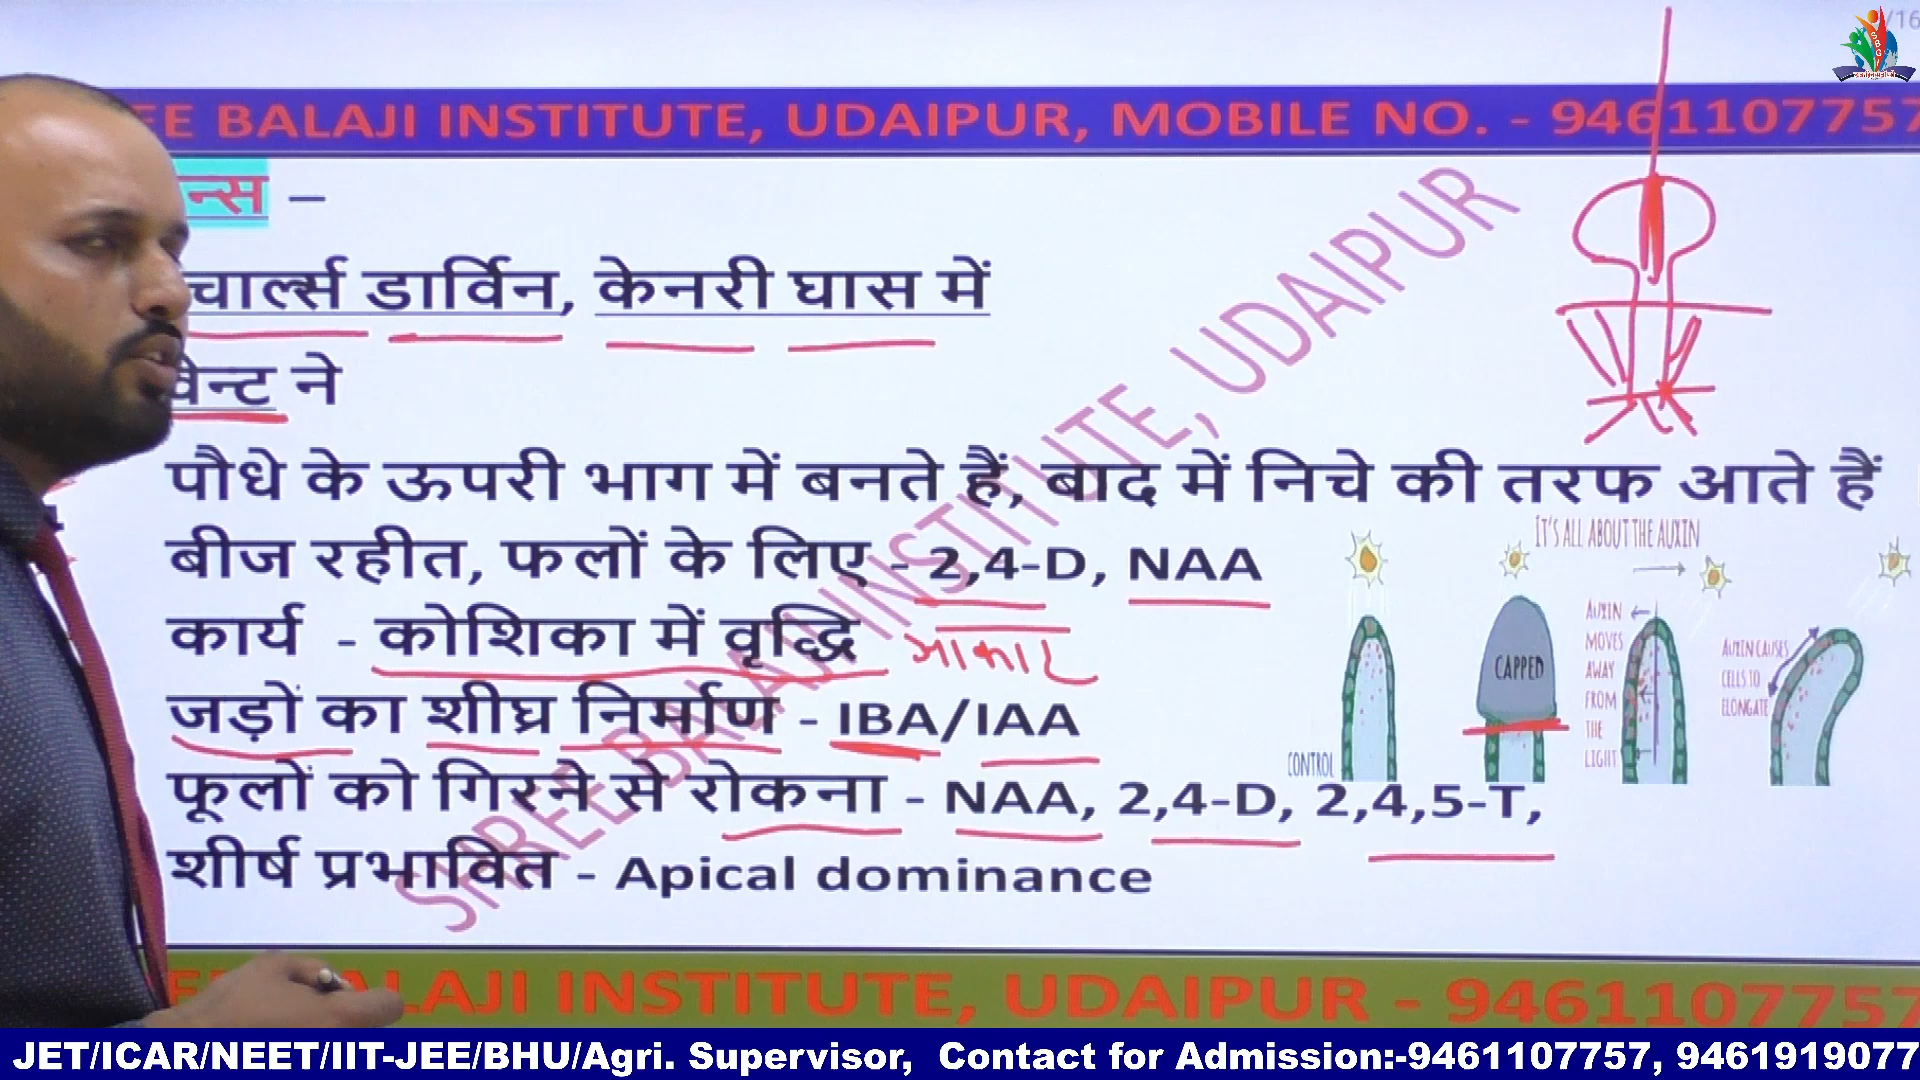 /16
EE BALAJI INSTITUTE, UDAIPUR, MOBILE NO. - 9461107757
न्स –
चार्ल्स डार्विन, केनरी घास में
वेन्ट ने
पौधे के ऊपरी भाग में बनते हैं, बाद में निचे की तरफ आते हैं
बीज रहीत, फलों के लिए - 2,4-D, NAA
कार्य - कोशिका में वृद्धि आकार
जड़ों का शीघ्र निर्माण - IBA/IAA
फूलों को गिरने से रोकना - NAA, 2,4-D, 2,4,5-T,
शीर्ष प्रभावित - Apical dominance
IT'S ALL ABOUT THE AUXIN
CONTROL
CAPPED
AUXIN
MOVES
AWAY
FROM
THE
LIGHT
AUXIN CAUSES
CELLS TO
ELONGATE
SHREE BALAJI INSTITUTE, UDAIPUR
EE BALAJI INSTITUTE, UDAIPUR - 9461107757
JET/ICAR/NEET/IIT-JEE/BHU/Agri. Supervisor, Contact for Admission:-9461107757, 9461919077